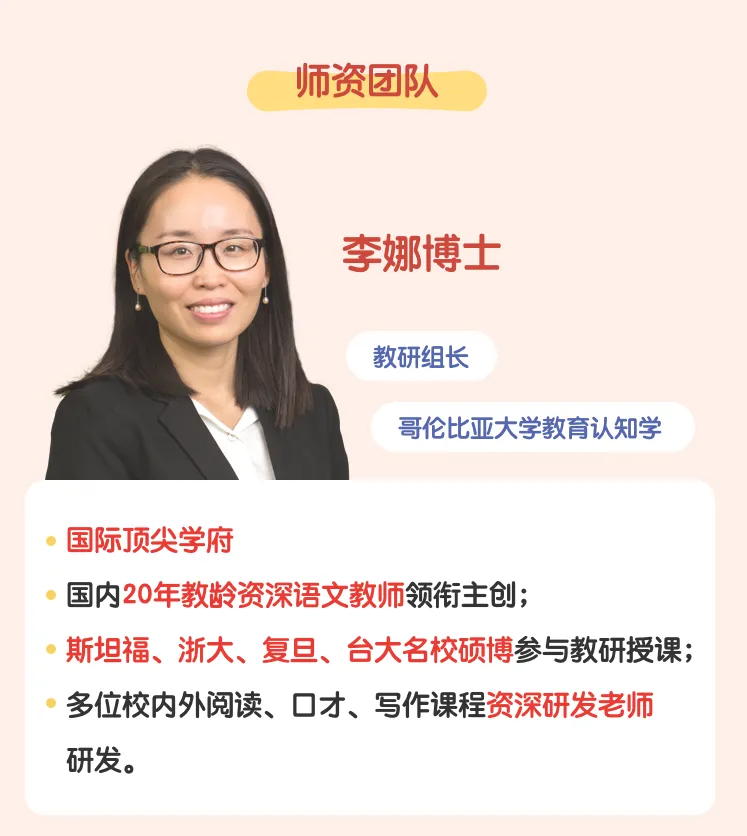 师资团队
李娜博士
教研组长
哥伦比亚大学教育认知学
国际顶尖学府
国内20年教龄资深语文教师领衔主创；
斯坦福、浙大、复旦、台大名校硕博参与教研授课；
多位校内外阅读、口才、写作课程资深研发老师
研发。